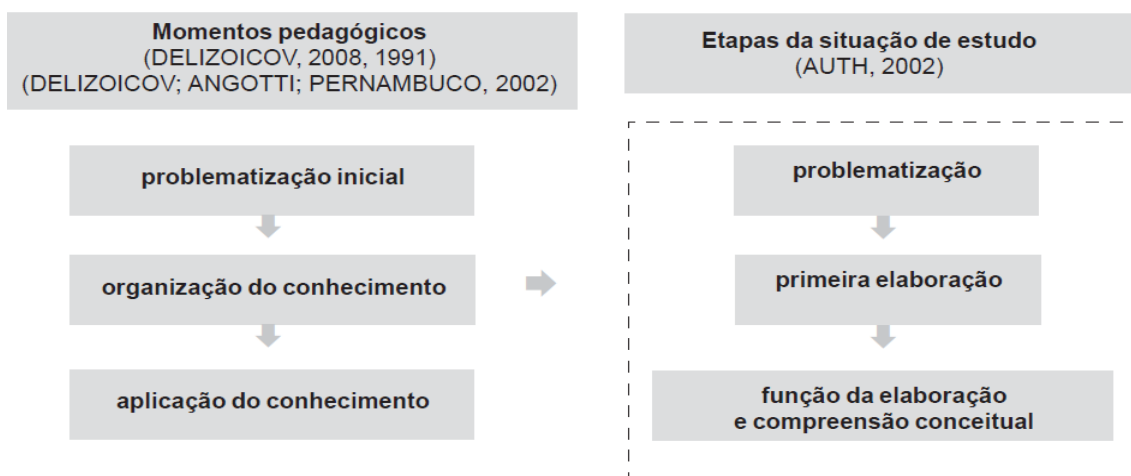 Momentos pedagógicos
(DELIZOICOV, 2008, 1991)
(DELIZOICOV; ANGOTTI; PERNAMBUCO, 2002)
problematização inicial
organização do conhecimento
aplicação do conhecimento
Etapas da situação de estudo
(AUTH, 2002)
problematização
primeira elaboração
função da elaboração
e compreensão conceitual